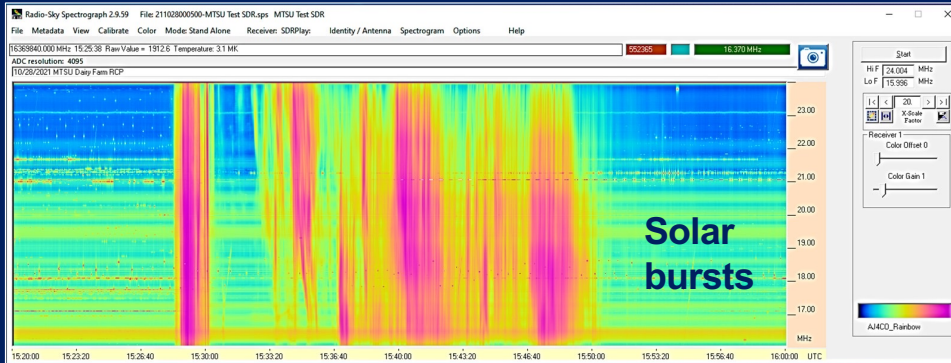 Radio-Sky Spectrograph 2.9.59 File: 211028000500-MTSU Test SDR.sps MTSU Test SDR
File Metadata View Calibrate Color Mode: Stand Alone Receiver: SDRPlay: Identity / Antenna Spectrogram Options Help
16369840.000 MHz 15:25:38 Raw Value = 1912.6 Temperature: 3.1 MK
552365
16.370 MHz
ADC resolution: 4095
10/28/2021 MTSU Dairy Farm RCP
23.00
22.00
21.00
20.00
19.00
18.00
17.00
MHz
Solar
bursts
15:20:00 15:23:20 15:26:40 15:30:00 15:33:20 15:36:40 15:40:00 15:43:20 15:46:40 15:50:00 15:53:20 15:56:40 16:00:00 UTC
Start
Hi F 24.004 MHz
Lo F 15.996 MHz
|< < 20. > >|
X-Scale
Factor
Receiver 1
Color Offset 0
Color Gain 1
AJ4CO_Rainbow